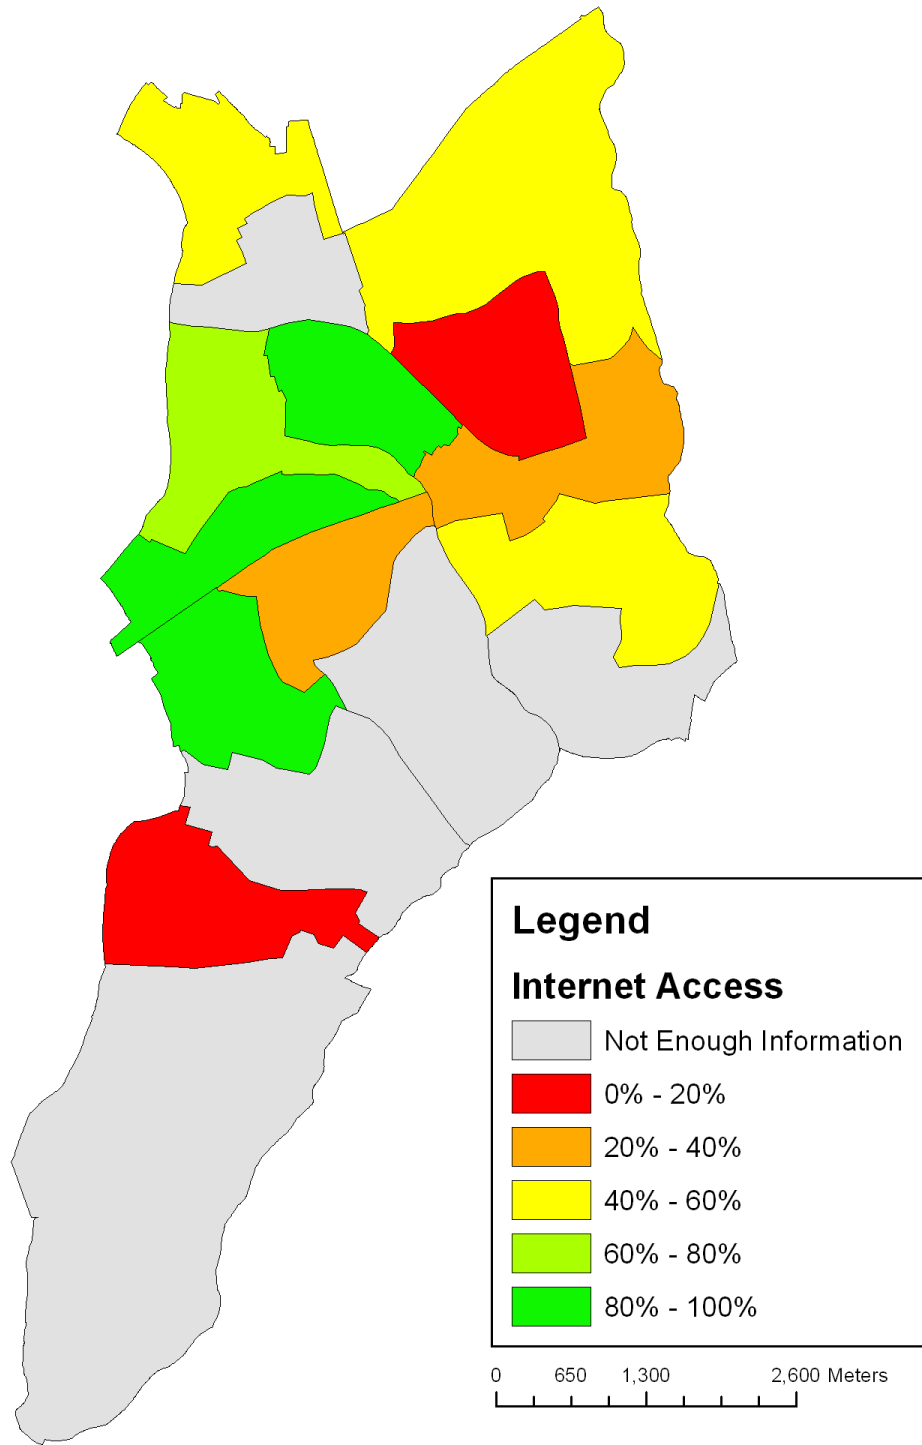 Legend
Internet Access
Not Enough Information
0% - 20%
20% - 40%
40% - 60%
60% - 80%
80% - 100%
0 650 1,300 2,600 Meters